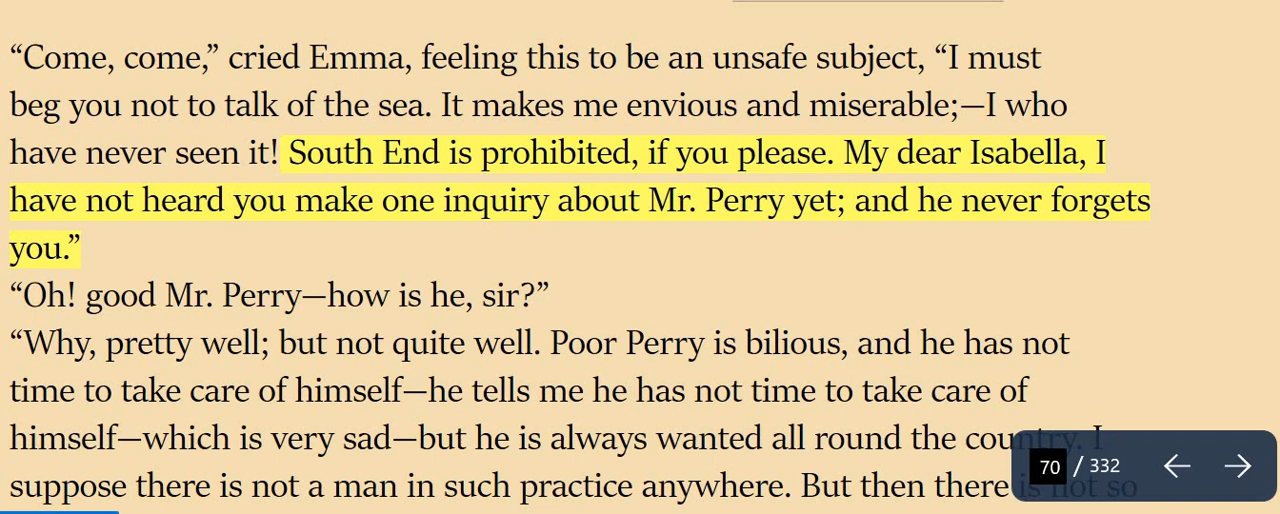 “Come, come,” cried Emma, feeling this to be an unsafe subject, “I must
beg you not to talk of the sea. It makes me envious and miserable;—I who
have never seen it! South End is prohibited, if you please. My dear Isabella, I
have not heard you make one inquiry about Mr. Perry yet; and he never forgets
you.”
“Oh! good Mr. Perry—how is he, sir?”
“Why, pretty well; but not quite well. Poor Perry is bilious, and he has not
time to take care of himself—he tells me he has not time to take care of
himself—which is very sad—but he is always wanted all round the country. I
suppose there is not a man in such practice anywhere. But then there is not so
70 / 332